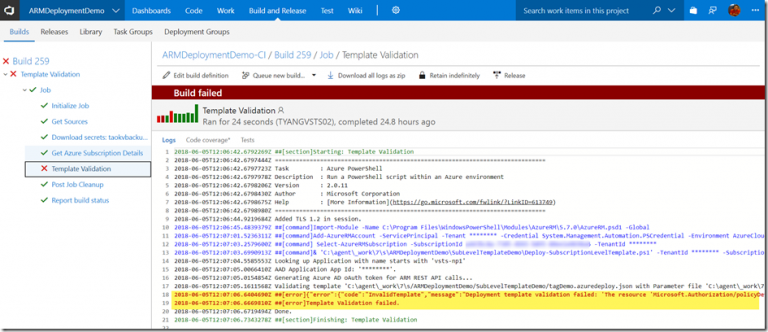 ARMDeploymentDemo
Dashboards Code Work Build and Release Test Wiki
Search work items in this project
Builds Releases Library Task Groups Deployment Groups
Build 259
Template Validation
Job
Initialize Job
Get Sources
Download secrets: taokvbacku...
Get Azure Subscription Details
Template Validation
Post Job Cleanup
Report build status
ARMDeploymentDemo-CI / Build 259 / Job / Template Validation
Edit build definition Queue new build... Download all logs as zip Retain indefinitely Release
Build failed
Template Validation
Ran for 24 seconds (TYANGVSTS02), completed 24.8 hours ago
Logs Code coverage* Tests
1 2018-06-05T12:06:42.6792269Z ##[section]Starting: Template Validation
2 2018-06-05T12:06:42.6797444Z ==============================================================================
3 2018-06-05T12:06:42.6797723Z Task : Azure PowerShell
4 2018-06-05T12:06:42.6797978Z Description : Run a PowerShell script within an Azure environment
5 2018-06-05T12:06:42.6798206Z Version : 2.0.11
6 2018-06-05T12:06:42.6798430Z Author : Microsoft Corporation
7 2018-06-05T12:06:42.6798675Z Help : [More Information](https://go.microsoft.com/fwlink/?LinkID=613749)
8 2018-06-05T12:06:42.6798980Z ==============================================================================
9 2018-06-05T12:06:44.9219684Z Added TLS 1.2 in session.
10 2018-06-05T12:06:45.4839379Z ##[command]Import-Module -Name C:\Program Files\WindowsPowerShell\Modules\AzureRM\5.7.0\AzureRM.psd1 -Global
11 2018-06-05T12:07:01.5236311Z ##[command]Add-AzureRMAccount -ServicePrincipal -Tenant ******** -Credential System.Management.Automation.PSCredential -Environment AzureCloud
12 2018-06-05T12:07:03.2579600Z ##[command] Select-AzureRMSubscription -SubscriptionId -TenantId ********
13 2018-06-05T12:07:03.6990913Z ##[command]& 'C:\agent\_work\7\s\ARMDeploymentDemo\SubLevelTemplateDemo\DeploySubscriptionLevelTemplate.ps1' -TenantId ******** -Subscription
14 2018-06-05T12:07:04.5585553Z Looking up Application with name starts with 'vsts-npi'
15 2018-06-05T12:07:05.0066410Z AAD Application App Id: '********',
16 2018-06-05T12:07:05.0154854Z Generating Azure AD oAuth token for ARM REST API calls...
17 2018-06-05T12:07:05.1611568Z Validating template 'C:\agent\_work\7\s\ARMDeploymentDemo/SubLevelTemplateDemo/tagDemo.azuredeploy.json with Parameter file 'C:\agent\_work\7\s
18 2018-06-05T12:07:06.6404690Z ##[error]{"error":{"code":"InvalidTemplate","message":"Deployment template validation failed: 'The resource 'Microsoft.Authorization/policyDe
19 2018-06-05T12:07:06.6609810Z ##[error]Template Validation failed.
20 2018-06-05T12:07:06.6719494Z Done.
21 2018-06-05T12:07:06.7343278Z ##[section]Finishing: Template Validation